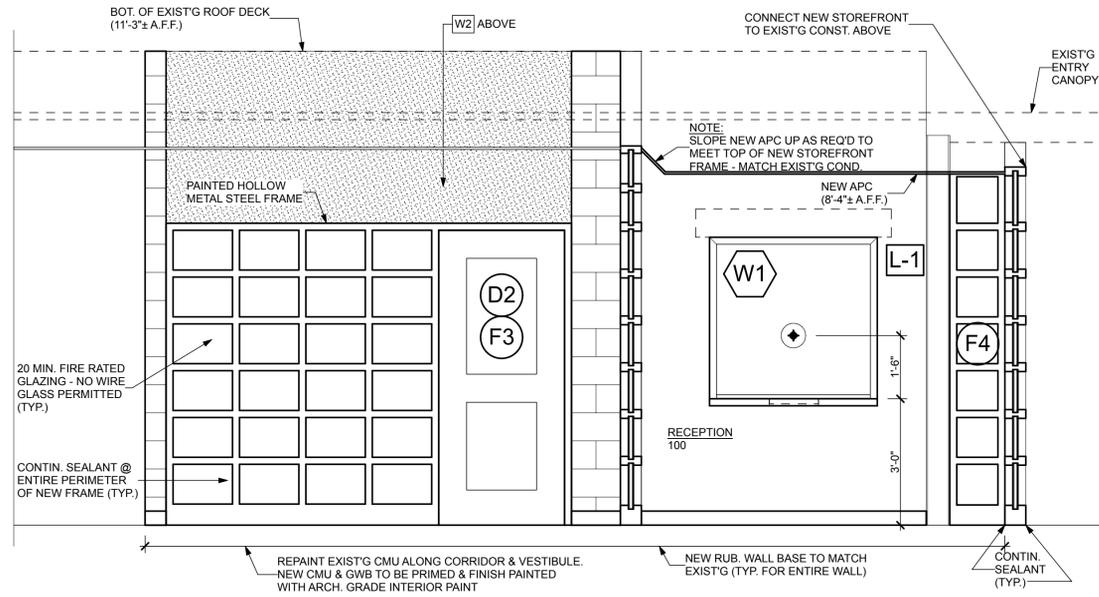 BOT. OF EXIST'G ROOF DECK
(11'-3"± A.F.F.)
W2 ABOVE
CONNECT NEW STOREFRONT
TO EXIST'G CONST. ABOVE
EXIST'G
ENTRY
CANOPY
NOTE:
SLOPE NEW APC UP AS REQ'D TO
MEET TOP OF NEW STOREFRONT
FRAME - MATCH EXIST'G COND.
PAINTED HOLLOW
METAL STEEL FRAME
NEW APC
(8'-4"± A.F.F.)
W1
L-1
D2
F3
F4
20 MIN. FIRE RATED
GLAZING - NO WIRE
GLASS PERMITTED
(TYP.)
1'-6"
RECEPTION
100
3'-0"
CONTIN. SEALANT @
ENTIRE PERIMETER
OF NEW FRAME (TYP.)
REPAINT EXIST'G CMU ALONG CORRIDOR & VESTIBULE.
NEW CMU & GWB TO BE PRIMED & FINISH PAINTED
WITH ARCH. GRADE INTERIOR PAINT
NEW RUB. WALL BASE TO MATCH
EXIST'G (TYP. FOR ENTIRE WALL)
CONTIN.
SEALANT
(TYP.)